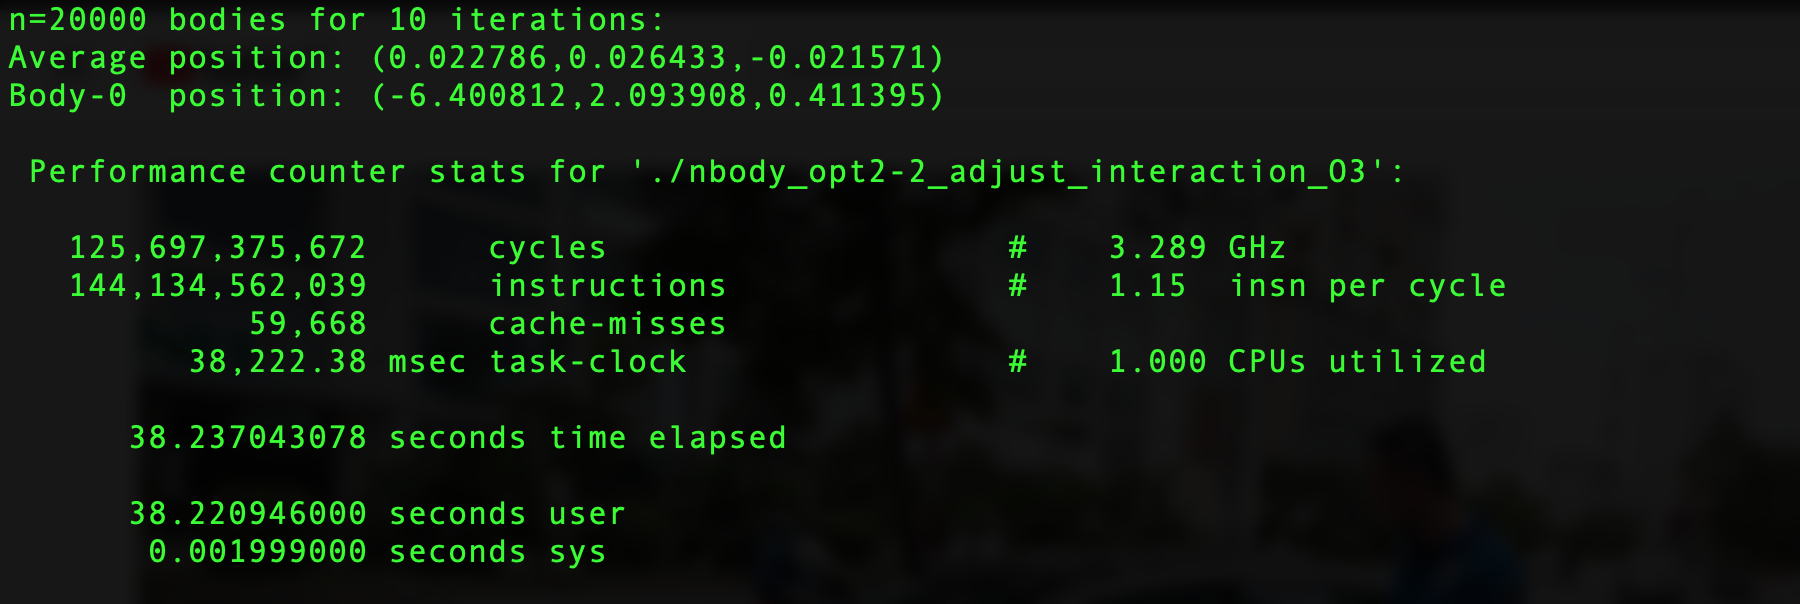 n=20000 bodies for 10 iterations:
Average position: (0.022786,0.026433,-0.021571)
Body-0  position: (-6.400812,2.093908,0.411395)
Performance counter stats for './nbody_opt2-2_adjust_interaction_O3':
125,697,375,672      cycles                    #    3.289 GHz
144,134,562,039      instructions              #    1.15  insn per cycle
59,668      cache-misses
38,222.38 msec task-clock                #    1.000 CPUs utilized
38.237043078 seconds time elapsed
38.220946000 seconds user
0.001999000 seconds sys